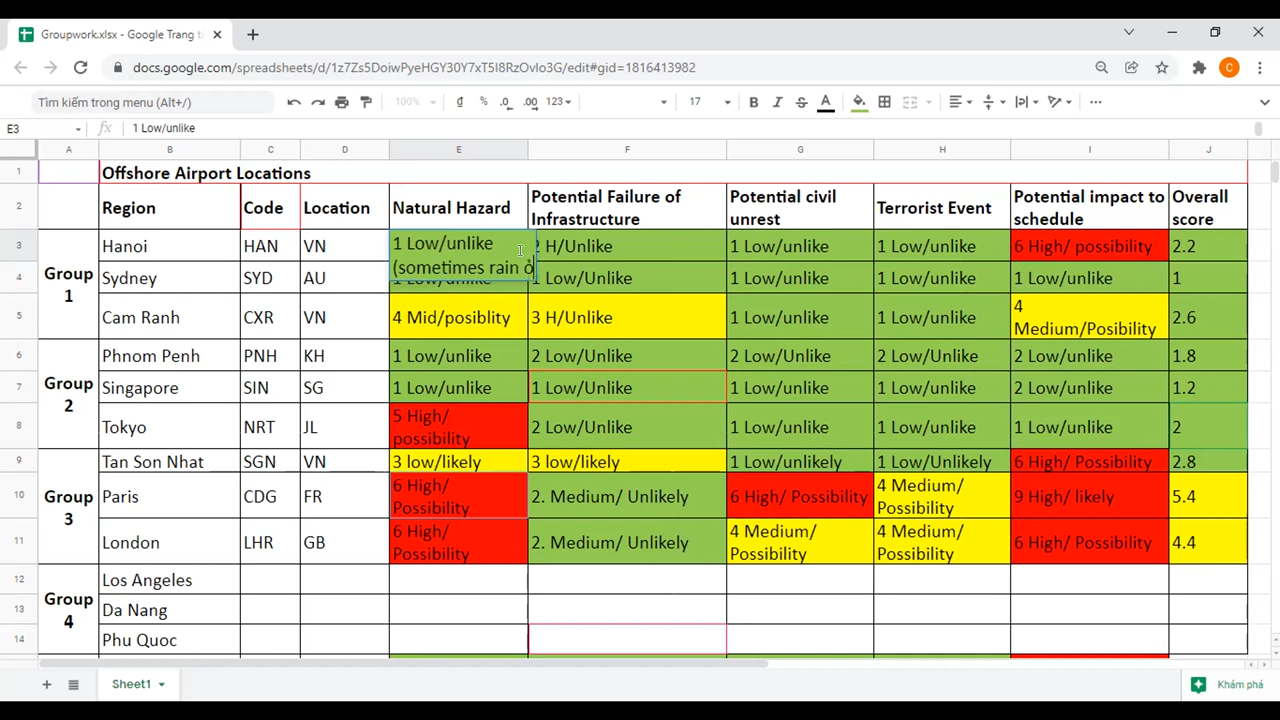 Groupwork.xlsx - Google Trang t
docs.google.com/spreadsheets/d/1z7Zs5DoiwPyeHGY30Y7xT5I8RzOvIo3G/edit#gid=1816413982
C
Tìm kiếm trong menu (Alt+/)
100%
₫ % .0 .00 123
17
B I S A
E3
fx 1 Low/unlike
A B C D E F G H I J
1 Offshore Airport Locations
2 Region Code Location Natural Hazard Potential Failure of Infrastructure Potential civil unrest Terrorist Event Potential impact to schedule Overall score
Group 1
3 Hanoi HAN VN 1 Low/unlike (sometimes rain ỏ H/Unlike 1 Low/unlike 1 Low/unlike 6 High/ possibility 2.2
4 Sydney SYD AU 1 Low/unlike 1 Low/Unlike 1 Low/unlike 1 Low/unlike 1 Low/unlike 1
5 Cam Ranh CXR VN 4 Mid/posiblity 3 H/Unlike 1 Low/unlike 1 Low/unlike 4 Medium/Posibility 2.6
Group 2
6 Phnom Penh PNH KH 1 Low/unlike 2 Low/Unlike 2 Low/Unlike 2 Low/Unlike 2 Low/unlike 1.8
7 Singapore SIN SG 1 Low/unlike 1 Low/Unlike 1 Low/unlike 1 Low/unlike 2 Low/unlike 1.2
8 Tokyo NRT JL 5 High/ possibility 2 Low/Unlike 1 Low/unlike 1 Low/unlike 1 Low/unlike 2
Group 3
9 Tan Son Nhat SGN VN 3 low/likely 3 low/likely 1 Low/unlikely 1 Low/Unlikely 6 High/ Possibility 2.8
10 Paris CDG FR 6 High/ Possibility 2. Medium/ Unlikely 6 High/ Possibility 4 Medium/ Possibility 9 High/ likely 5.4
11 London LHR GB 6 High/ Possibility 2. Medium/ Unlikely 4 Medium/ Possibility 4 Medium/ Possibility 6 High/ Possibility 4.4
Group 4
12 Los Angeles
13 Da Nang
14 Phu Quoc
Sheet1
Khám phá